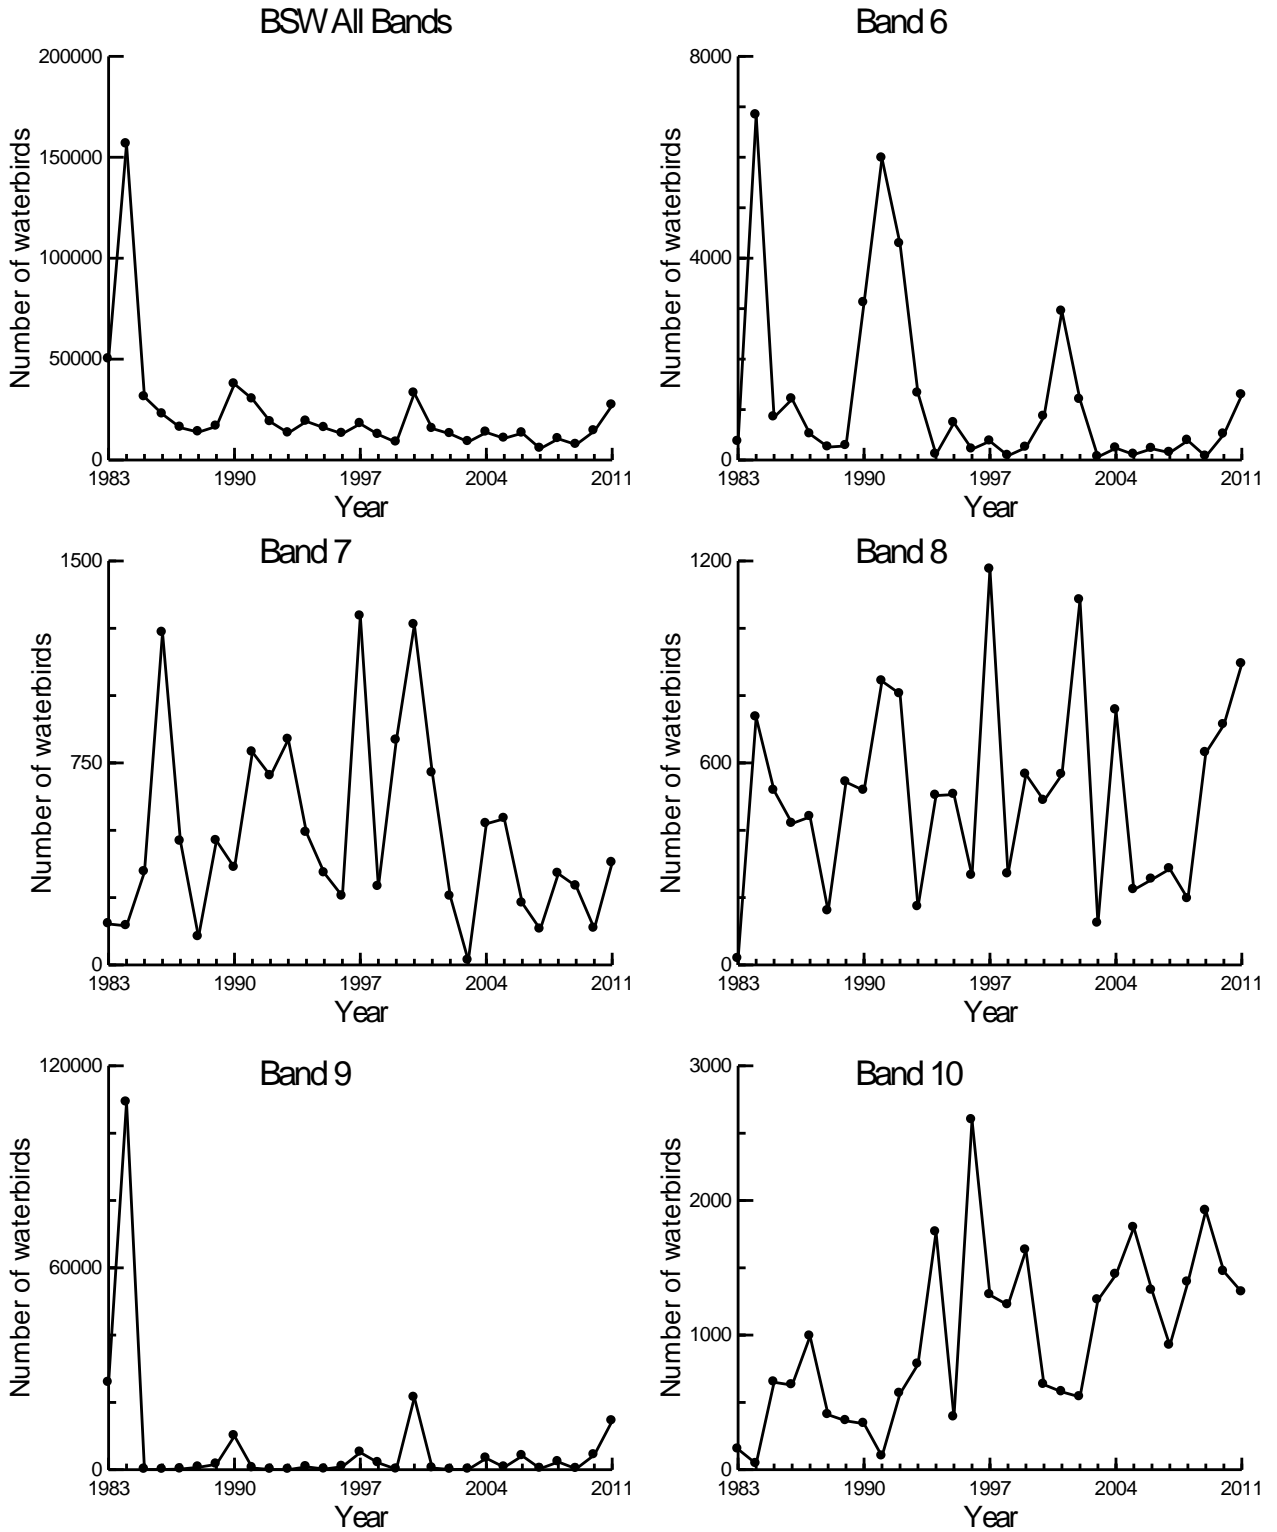 BSW All Bands
Number of waterbirds
200000
150000
100000
50000
0
1983 1990 1997 2004 2011
Year
Band 6
Number of waterbirds
8000
4000
0
1983 1990 1997 2004 2011
Year
Band 7
Number of waterbirds
1500
750
0
1983 1990 1997 2004 2011
Year
Band 8
Number of waterbirds
1200
600
0
1983 1990 1997 2004 2011
Year
Band 9
Number of waterbirds
120000
60000
0
1983 1990 1997 2004 2011
Year
Band 10
Number of waterbirds
3000
2000
1000
0
1983 1990 1997 2004 2011
Year